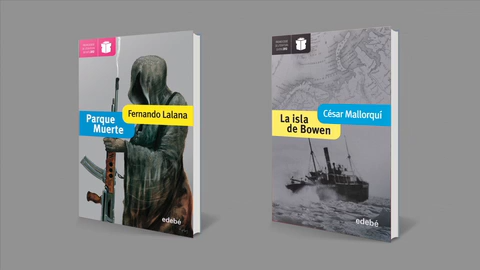 Parque
Muerte
Fernando Lalana
edebé
La isla
de Bowen
César Mallorquí
edebé